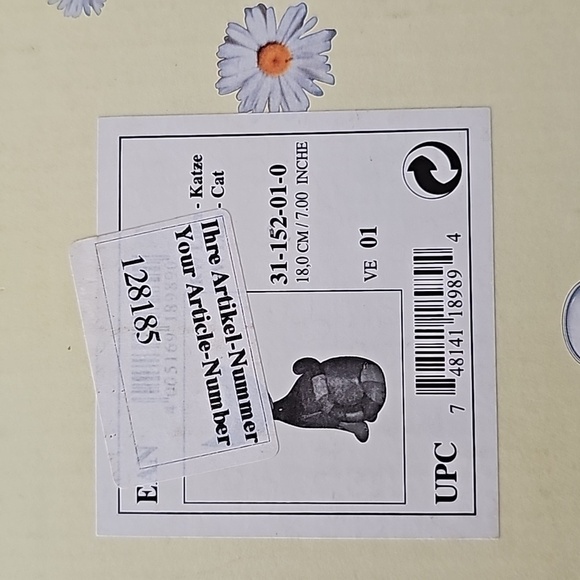 EAN
- Katze
- Cat
31-152-01-0
18,0 CM / 7.00 INCHE
VE 01
UPC
7 48141 18989 4
Ihre Artikel-Nummer
Your Article-Number
128185